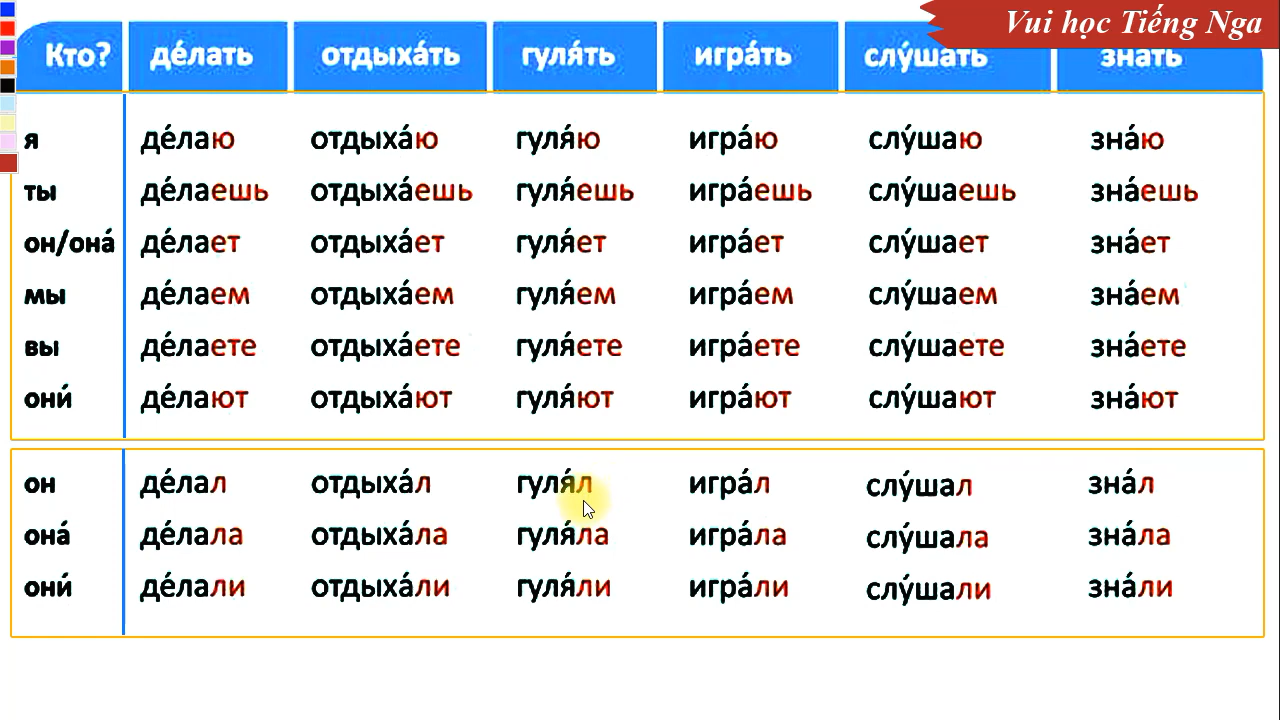 Vui học Tiếng Nga
Кто? де́лать отдыха́ть гуля́ть игра́ть слу́шать знать
я де́лаю отдыха́ю гуля́ю игра́ю слу́шаю зна́ю
ты де́лаешь отдыха́ешь гуля́ешь игра́ешь слу́шаешь зна́ешь
он/она́ де́лает отдыха́ет гуля́ет игра́ет слу́шает зна́ет
мы де́лаем отдыха́ем гуля́ем игра́ем слу́шаем зна́ем
вы де́лаете отдыха́ете гуля́ете игра́ете слу́шаете зна́ете
они́ де́лают отдыха́ют гуля́ют игра́ют слу́шают зна́ют
он де́лал отдыха́л гуля́л игра́л слу́шал зна́л
она́ де́лала отдыха́ла гуля́ла игра́ла слу́шала зна́ла
они́ де́лали отдыха́ли гуля́ли игра́ли слу́шали зна́ли